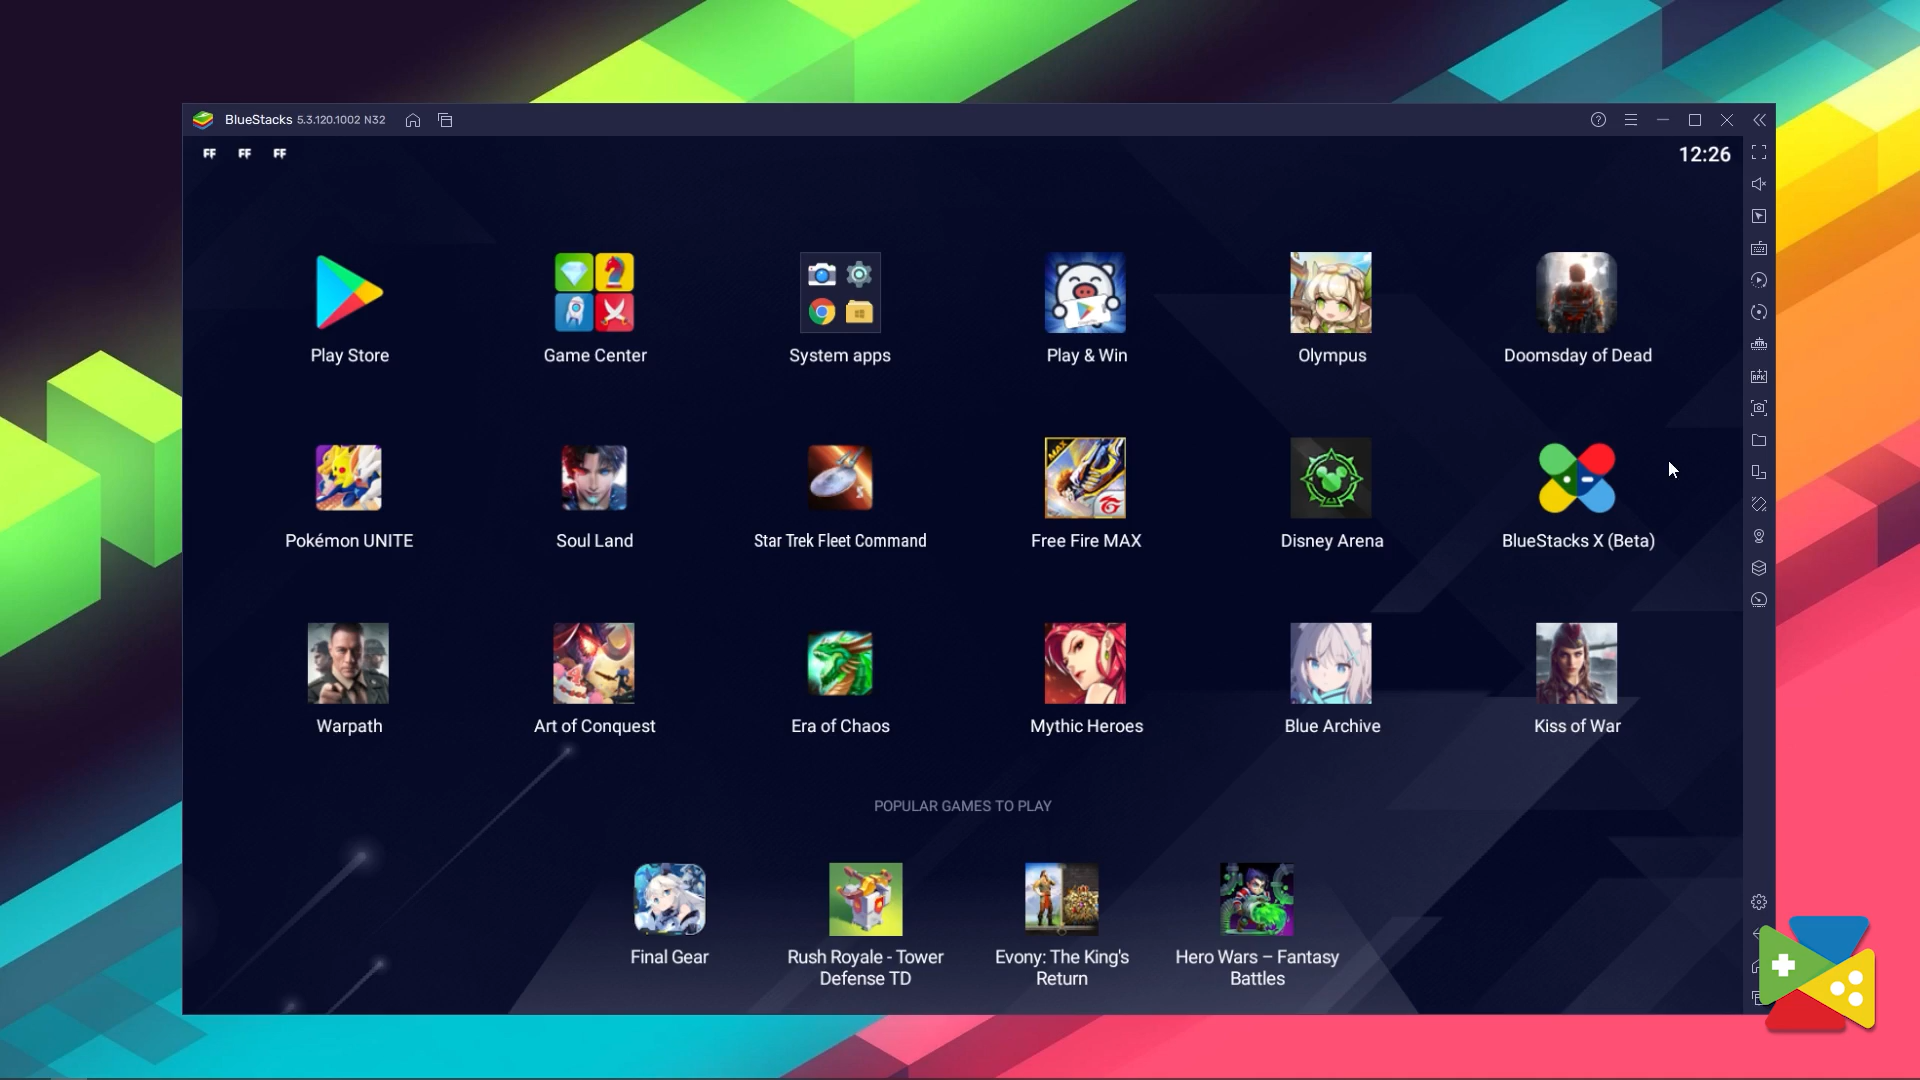 BlueStacks 5.3.120.1002 N32
FF FF FF
12:26
Play Store
Game Center
System apps
Play & Win
Olympus
Doomsday of Dead
MAX
Pokémon UNITE
Soul Land
Star Trek Fleet Command
Free Fire MAX
Disney Arena
BlueStacks X (Beta)
Warpath
Art of Conquest
Era of Chaos
Mythic Heroes
Blue Archive
Kiss of War
POPULAR GAMES TO PLAY
Final Gear
Rush Royale - Tower
Defense TD
Evony: The King's
Return
Hero Wars – Fantasy
Battles
APK